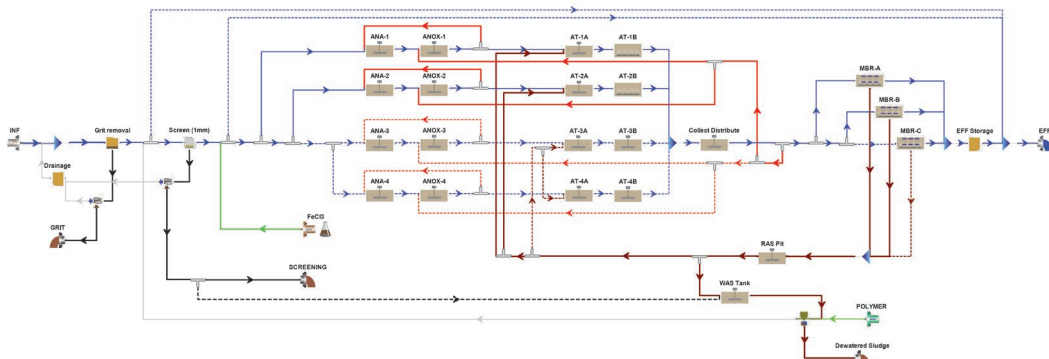 ANA-1
ANOX-1
AT-1A
AT-1B
ANA-2
ANOX-2
AT-2A
AT-2B
MBR-A
MBR-B
INF
Grit removal
Screen (1mm)
ANA-3
ANOX-3
AT-3A
AT-3B
Collect Distribute
MBR-C
EFF Storage
EFF
Drainage
ANA-4
ANOX-4
AT-4A
AT-4B
GRIT
FeCl3
RAS Pit
SCREENING
WAS Tank
POLYMER
Dewatered Sludge